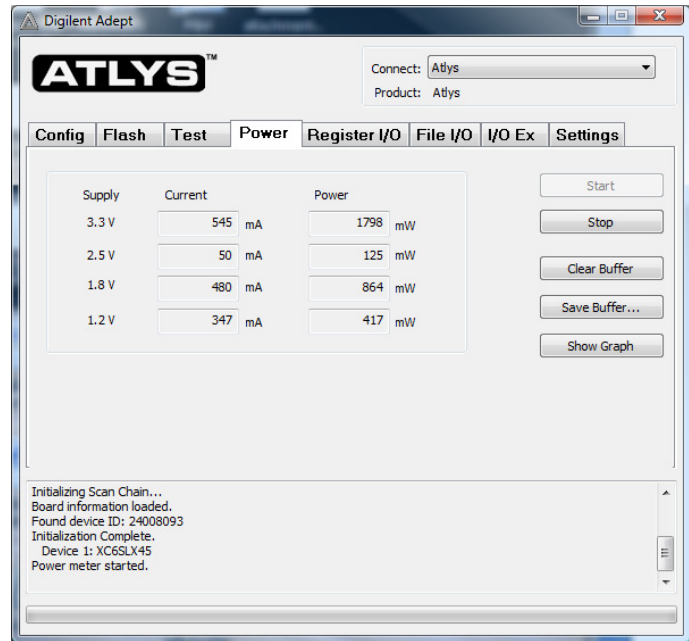 Digilent Adept
ATLYS™
Connect: Atlys
Product: Atlys
Config Flash Test Power Register I/O File I/O I/O Ex Settings
Supply Current Power
3.3 V 545 mA 1798 mW
2.5 V 50 mA 125 mW
1.8 V 480 mA 864 mW
1.2 V 347 mA 417 mW
Start
Stop
Clear Buffer
Save Buffer...
Show Graph
Initializing Scan Chain...
Board information loaded.
Found device ID: 24008093
Initialization Complete.
Device 1: XC6SLX45
Power meter started.